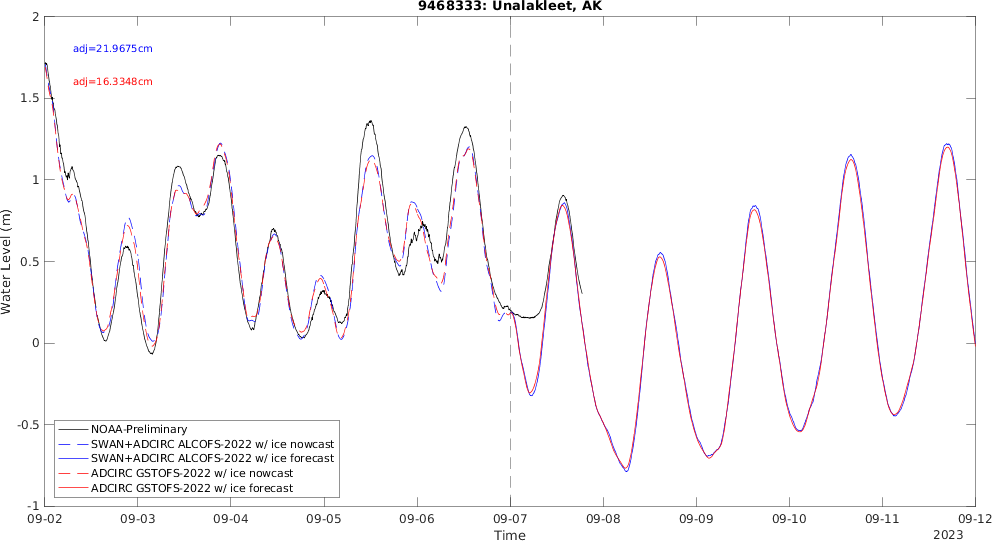 9468333: Unalakleet, AK
adj=21.9675cm
adj=16.3348cm
Water Level (m)
2
1.5
1
0.5
0
-0.5
-1
NOAA-Preliminary
SWAN+ADCIRC ALCOFS-2022 w/ ice nowcast
SWAN+ADCIRC ALCOFS-2022 w/ ice forecast
ADCIRC GSTOFS-2022 w/ ice nowcast
ADCIRC GSTOFS-2022 w/ ice forecast
09-02 09-03 09-04 09-05 09-06 09-07 09-08 09-09 09-10 09-11 09-12
Time
2023